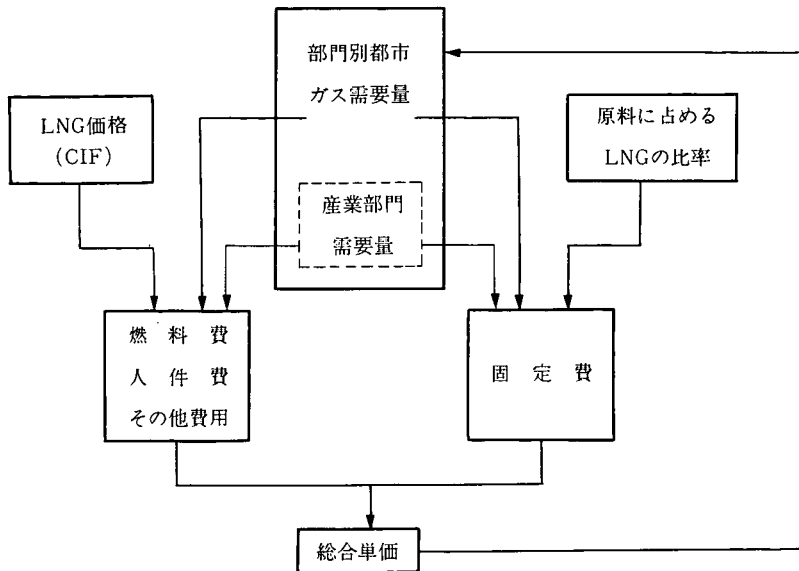 部門別都市
ガス需要量
LNG価格
(CIF)
原料に占める
LNGの比率
産業部門
需要量
燃料費
人件費
その他費用
固定費
総合単価